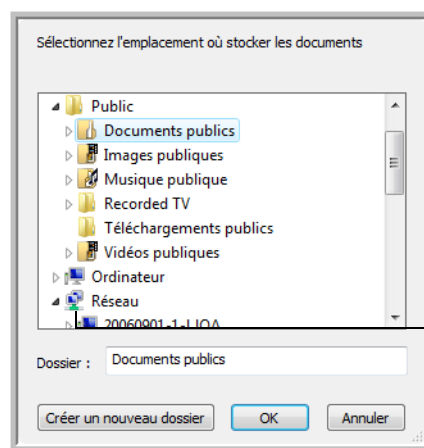 Sélectionnez l'emplacement où stocker les documents
Public
Documents publics
Images publiques
Musique publique
Recorded TV
Téléchargements publics
Vidéos publiques
Ordinateur
Réseau
Dossier :
Documents publics
Créer un nouveau dossier
OK
Annuler